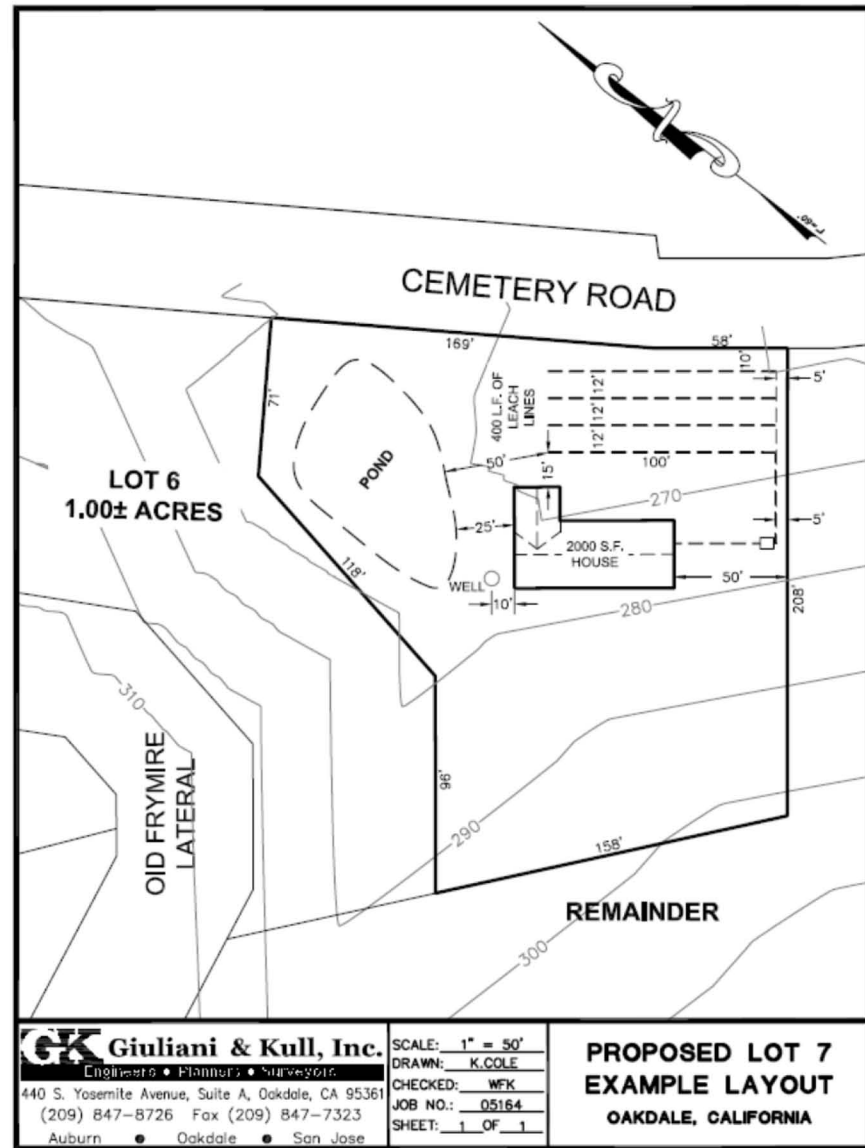 1"=60'
CEMETERY ROAD
169'
58'
10'
5'
71'
400 L.F. OF
LEACH
LINES
12'
12'
12'
POND
50'
100'
15'
270
LOT 6
1.00± ACRES
25'
5'
2000 S.F.
HOUSE
118'
WELL
50'
10'
280
208'
310
OlD FRYMIRE
LATERAL
96'
290
158'
REMAINDER
300
GK Giuliani & Kull, Inc.
Engineers • Planners • Surveyors
440 S. Yosemite Avenue, Suite A, Oakdale, CA 95361
(209) 847-8726 Fax (209) 847-7323
Auburn • Oakdale • San Jose
SCALE: 1" = 50'
DRAWN: K.COLE
CHECKED: WFK
JOB NO.: 05164
SHEET: 1 OF 1
PROPOSED LOT 7
EXAMPLE LAYOUT
OAKDALE, CALIFORNIA